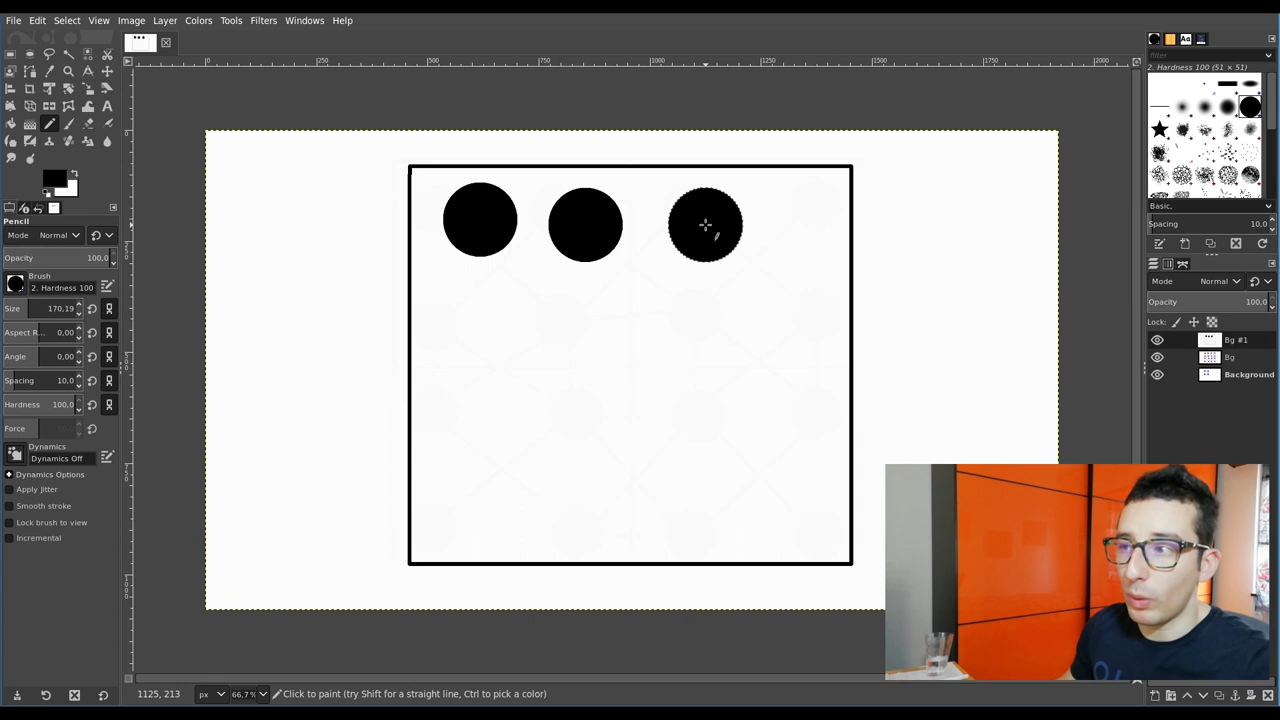 File Edit Select View Image Layer Colors Tools Filters Windows Help
0 250 500 750 1000 1250 1500 1750 2000
filter
2. Hardness 100 (51 × 51)
Basic,
Spacing 10,0
Mode Normal
Opacity 100,0
Lock:
Bg #1
Bg
Background
Pencil
Mode Normal
Opacity 100,0
Brush
2. Hardness 100
Size 170,19
Aspect R... 0,00
Angle 0,00
Spacing 10,0
Hardness 100,0
Force
Dynamics
Dynamics Off
Dynamics Options
Apply Jitter
Smooth stroke
Lock brush to view
Incremental
1125, 213 px 66,7 % Click to paint (try Shift for a straight line, Ctrl to pick a color)